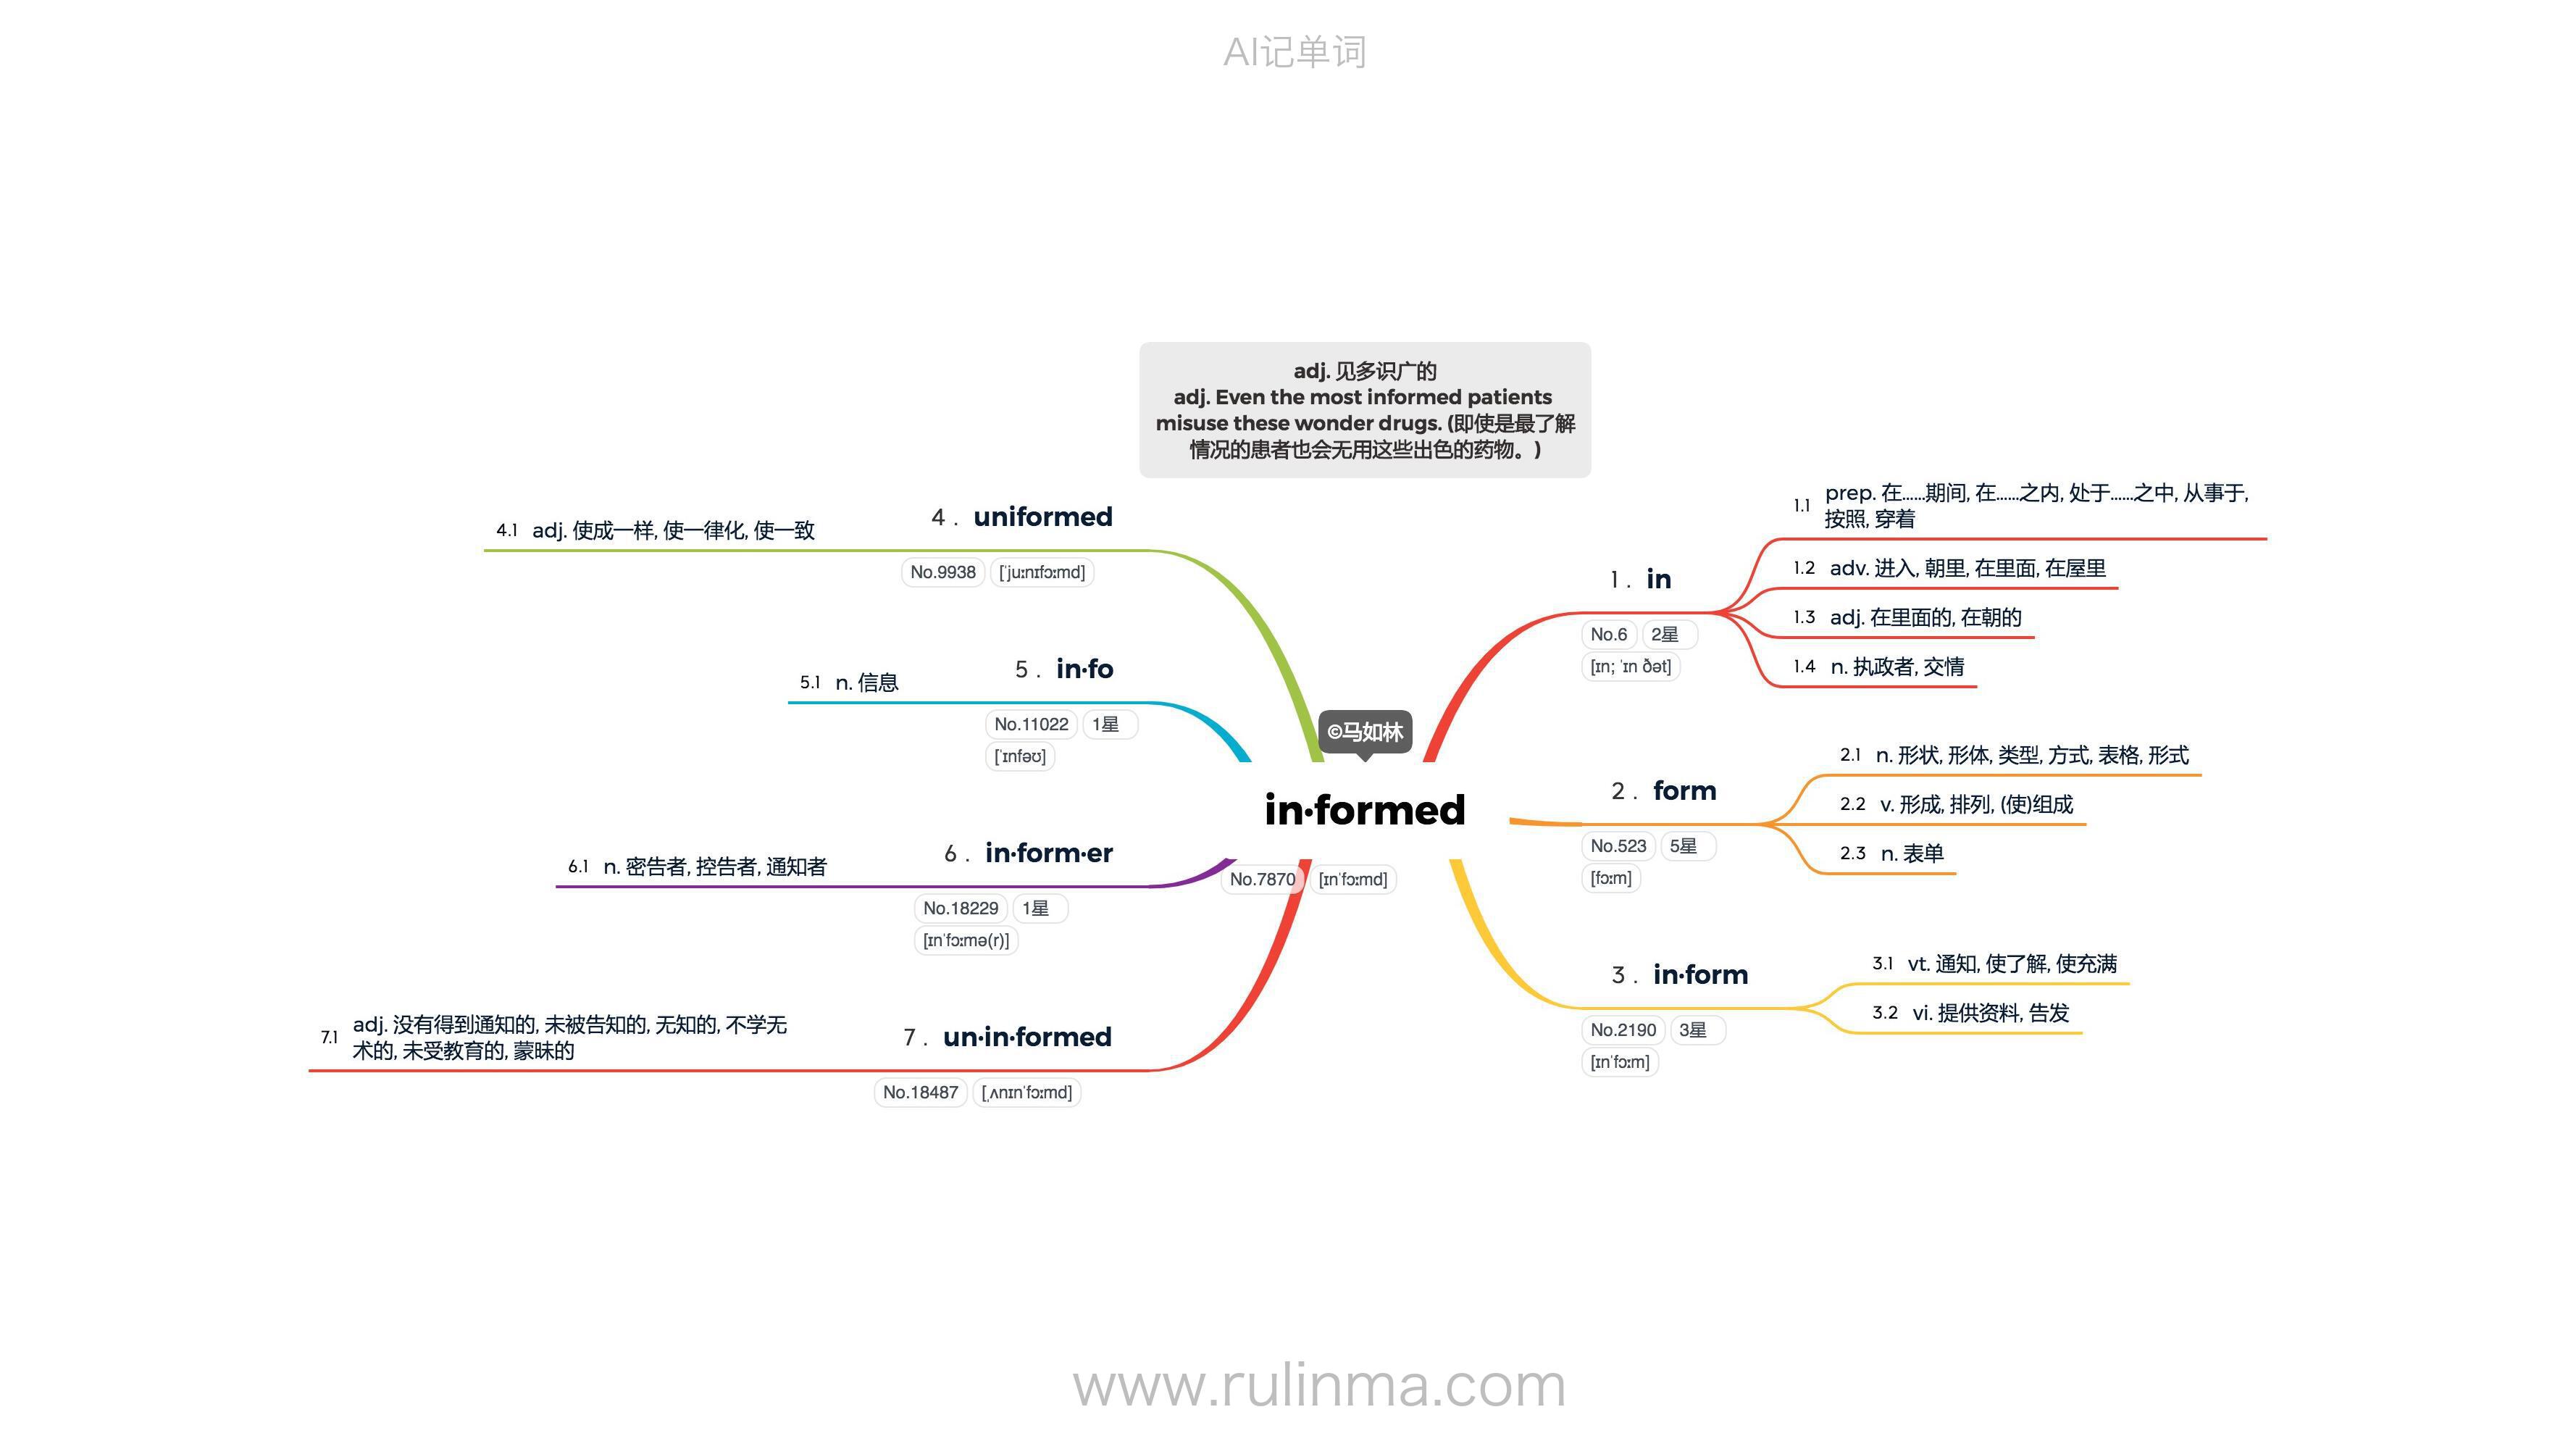 AI记单词
adj. 见多识广的
adj. Even the most informed patients
misuse these wonder drugs. (即使是最了解
情况的患者也会无用这些出色的药物。)
©马如林
in·formed
No.7870 [ɪnˈfɔːmd]
1 . in
No.6 2星
[ɪn; ˈɪn ðət]
1.1 prep. 在……期间, 在……之内, 处于……之中, 从事于,
按照, 穿着
1.2 adv. 进入, 朝里, 在里面, 在屋里
1.3 adj. 在里面的, 在朝的
1.4 n. 执政者, 交情
2 . form
No.523 5星
[fɔːm]
2.1 n. 形状, 形体, 类型, 方式, 表格, 形式
2.2 v. 形成, 排列, (使)组成
2.3 n. 表单
3 . in·form
No.2190 3星
[ɪnˈfɔːm]
3.1 vt. 通知, 使了解, 使充满
3.2 vi. 提供资料, 告发
4 . uniformed
No.9938 [ˈjuːnɪfɔːmd]
4.1 adj. 使成一样, 使一律化, 使一致
5 . in·fo
No.11022 1星
[ˈɪnfəʊ]
5.1 n. 信息
6 . in·form·er
No.18229 1星
[ɪnˈfɔːmə(r)]
6.1 n. 密告者, 控告者, 通知者
7 . un·in·formed
No.18487 [ˌʌnɪnˈfɔːmd]
7.1 adj. 没有得到通知的, 未被告知的, 无知的, 不学无
术的, 未受教育的, 蒙昧的
www.rulinma.com